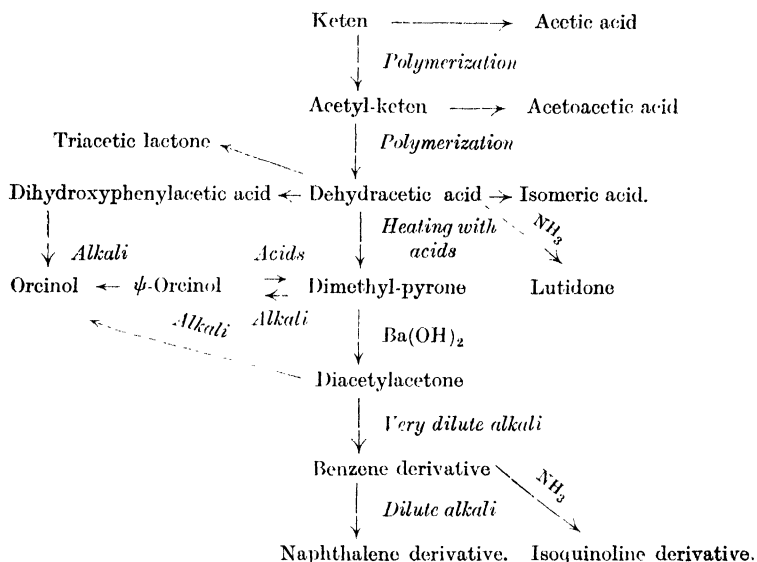 Keten Acetic acid
Polymerization
Acetyl-keten Acetoacetic acid
Triacetic lactone Polymerization
Dihydroxyphenylacetic acid Dehydracetic acid Isomeric acid.
Heating with NH₃
Alkali Acids acids
Orcinol ψ-Orcinol Dimethyl-pyrone Lutidone
Alkali Alkali Ba(OH)₂
Diacetylacetone
Very dilute alkali
Benzene derivative
NH₃
Dilute alkali
Naphthalene derivative. Isoquinoline derivative.